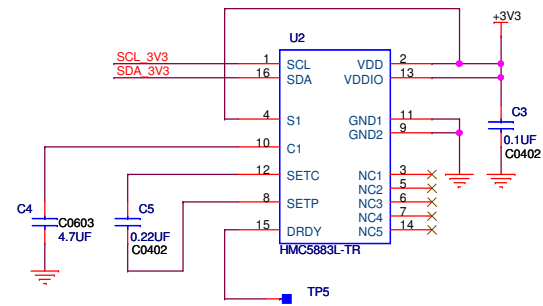 +3V3
U2
SCL_3V3 1 SCL VDD 2
SDA_3V3 16 SDA VDDIO 13
4 S1 GND1 11
GND2 9
C3
0.1UF
C0402
10 C1
12 SETC NC1 3
NC2 5
8 SETP NC3 6
NC4 7
15 DRDY NC5 14
C4
C0603
4.7UF
C5
0.22UF
C0402
HMC5883L-TR
TP5